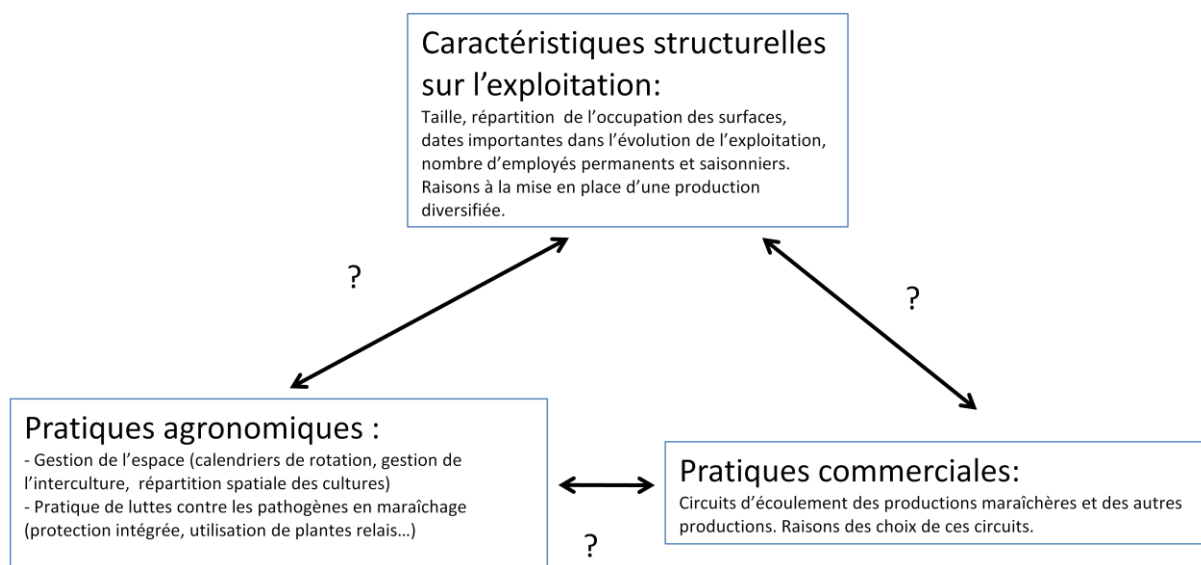 Caractéristiques structurelles
sur l’exploitation:
Taille, répartition de l’occupation des surfaces,
dates importantes dans l’évolution de l’exploitation,
nombre d’employés permanents et saisonniers.
Raisons à la mise en place d’une production
diversifiée.
?
?
Pratiques agronomiques :
- Gestion de l’espace (calendriers de rotation, gestion de
l’interculture, répartition spatiale des cultures)
- Pratique de luttes contre les pathogènes en maraîchage
(protection intégrée, utilisation de plantes relais…)
?
Pratiques commerciales:
Circuits d’écoulement des productions maraîchères et des autres
productions. Raisons des choix de ces circuits.